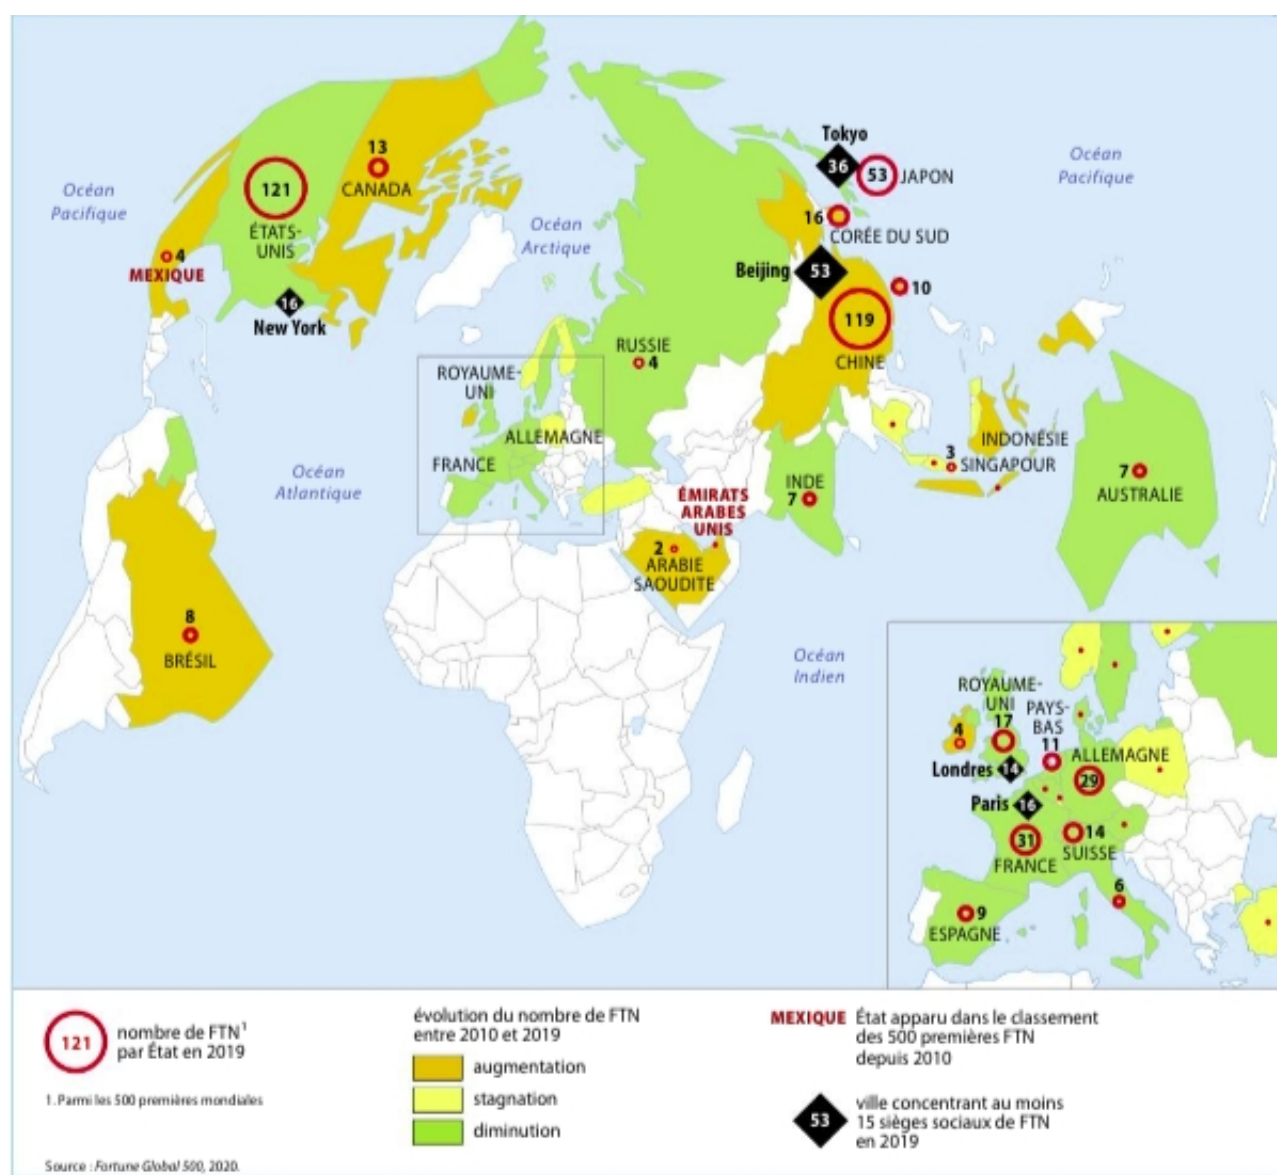 Océan
Pacifique
121
ÉTATS-
UNIS
13
CANADA
4
MEXIQUE
16
New York
Océan
Arctique
Océan
Atlantique
8
BRÉSIL
ROYAUME-
UNI
ALLEMAGNE
FRANCE
RUSSIE
4
ÉMIRATS
ARABES
UNIS
2
ARABIE
SAOUDITE
INDE
7
Tokyo
36
53
JAPON
16
CORÉE DU SUD
Beijing
53
10
119
CHINE
Océan
Pacifique
INDONÉSIE
3
SINGAPOUR
7
AUSTRALIE
Océan
Indien
ROYAUME-
UNI
17
PAYS-
BAS
11
4
ALLEMAGNE
29
Londres
14
Paris
16
31
FRANCE
14
SUISSE
6
9
ESPAGNE
121
nombre de FTN¹
par État en 2019
1. Parmi les 500 premières mondiales
Source : Fortune Global 500, 2020.
évolution du nombre de FTN
entre 2010 et 2019
augmentation
stagnation
diminution
MEXIQUE État apparu dans le classement
des 500 premières FTN
depuis 2010
53
ville concentrant au moins
15 sièges sociaux de FTN
en 2019